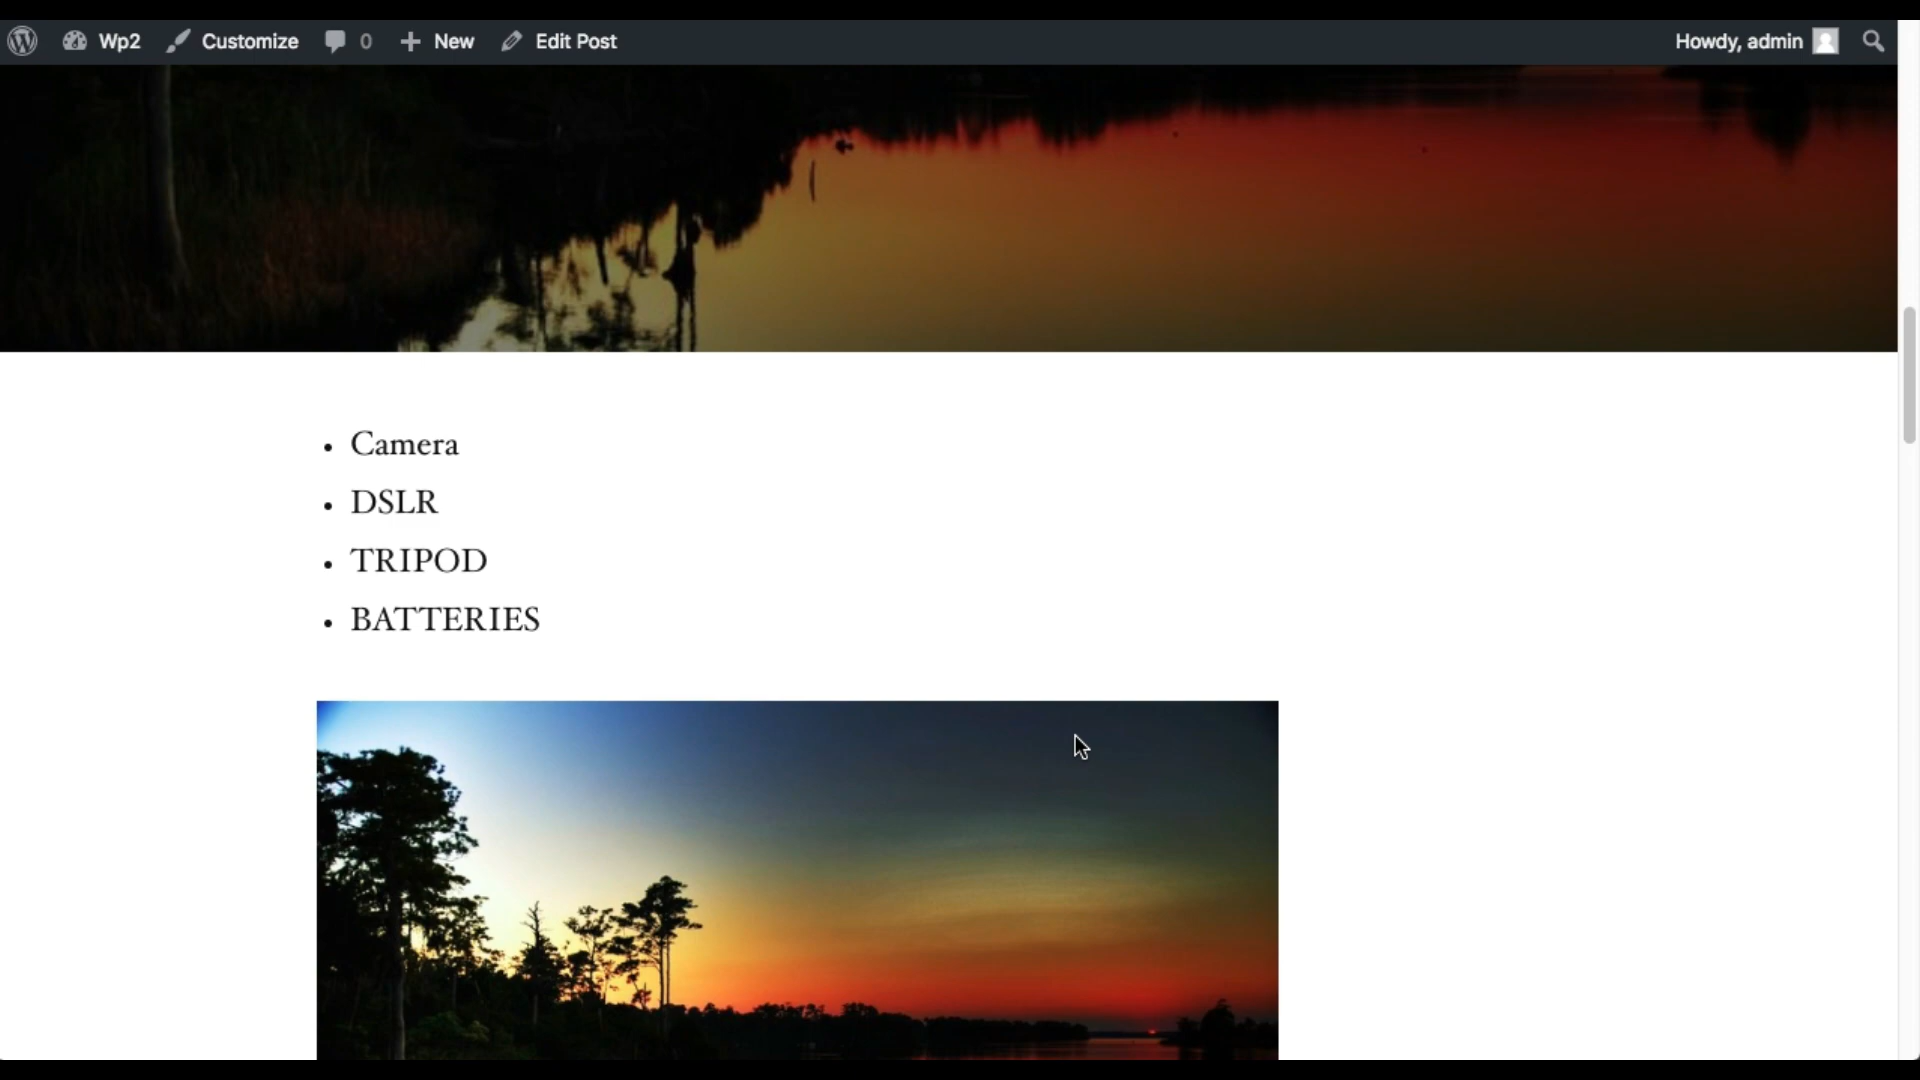 Wp2 Customize 0 New Edit Post Howdy, admin
Camera
DSLR
TRIPOD
BATTERIES